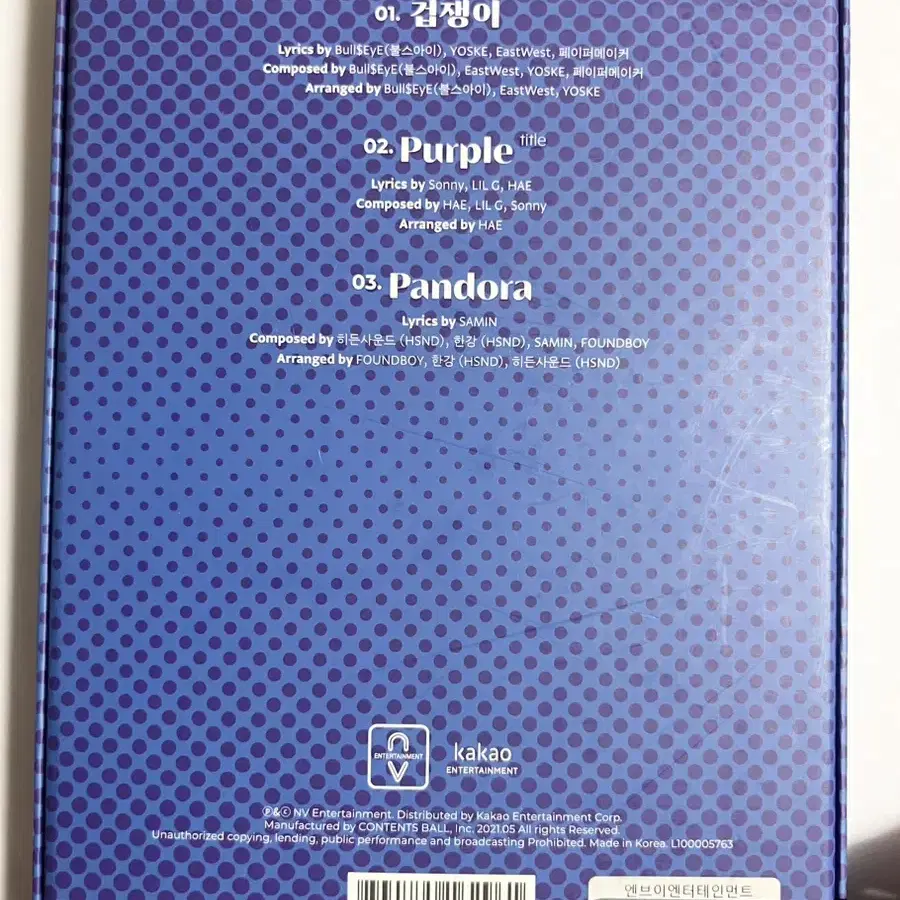 01. 겁쟁이
Lyrics by Bull$EyE(불스아이), YOSKE, EastWest, 페이퍼메이커
Composed by Bull$EyE(불스아이), EastWest, YOSKE, 페이퍼메이커
Arranged by Bull$EyE(불스아이), EastWest, YOSKE
02. Purple title
Lyrics by Sonny, LIL G, HAE
Composed by HAE, LIL G, Sonny
Arranged by HAE
03. Pandora
Lyrics by SAMIN
Composed by 히든사운드 (HSND), 한강 (HSND), SAMIN, FOUNDBOY
Arranged by FOUNDBOY, 한강 (HSND), 히든사운드 (HSND)
nv ENTERTAINMENT
kakao
ENTERTAINMENT
℗&© NV Entertainment. Distributed by Kakao Entertainment Corp.
Manufactured by CONTENTS BALL, Inc. 2021.05 All rights Reserved.
Unauthorized copying, lending, public performance and broadcasting Prohibited. Made in Korea. L100005763
엔브이엔터테인먼트